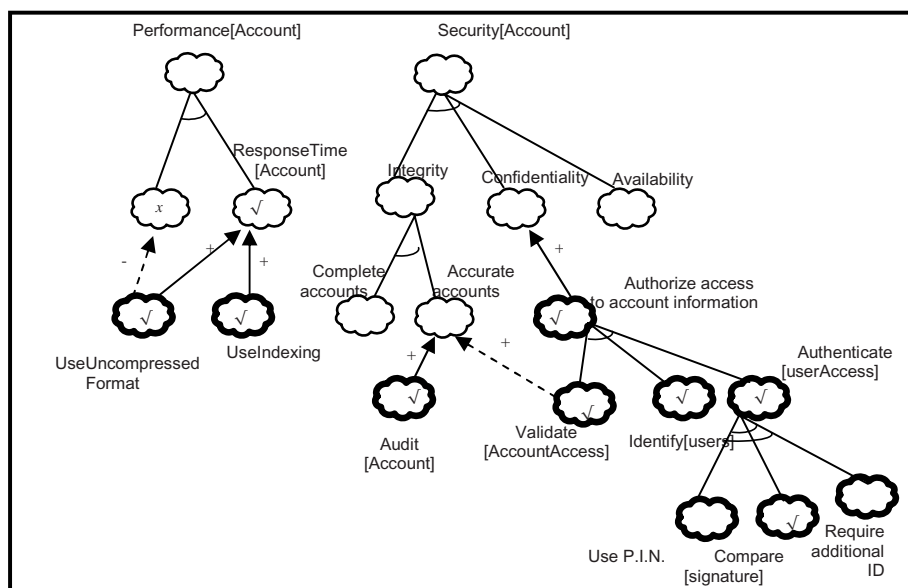 Performance[Account]
Security[Account]
ResponseTime
[Account]
Integrity
Confidentiality
Availability
x
√
-
+
+
+
Complete
accounts
Accurate
accounts
Authorize access
to account information
√
√
√
UseUncompressed
Format
UseIndexing
+
+
Authenticate
[userAccess]
√
√
√
√
Audit
[Account]
Validate
[AccountAccess]
Identify[users]
√
Use P.I.N.
Compare
[signature]
Require
additional
ID